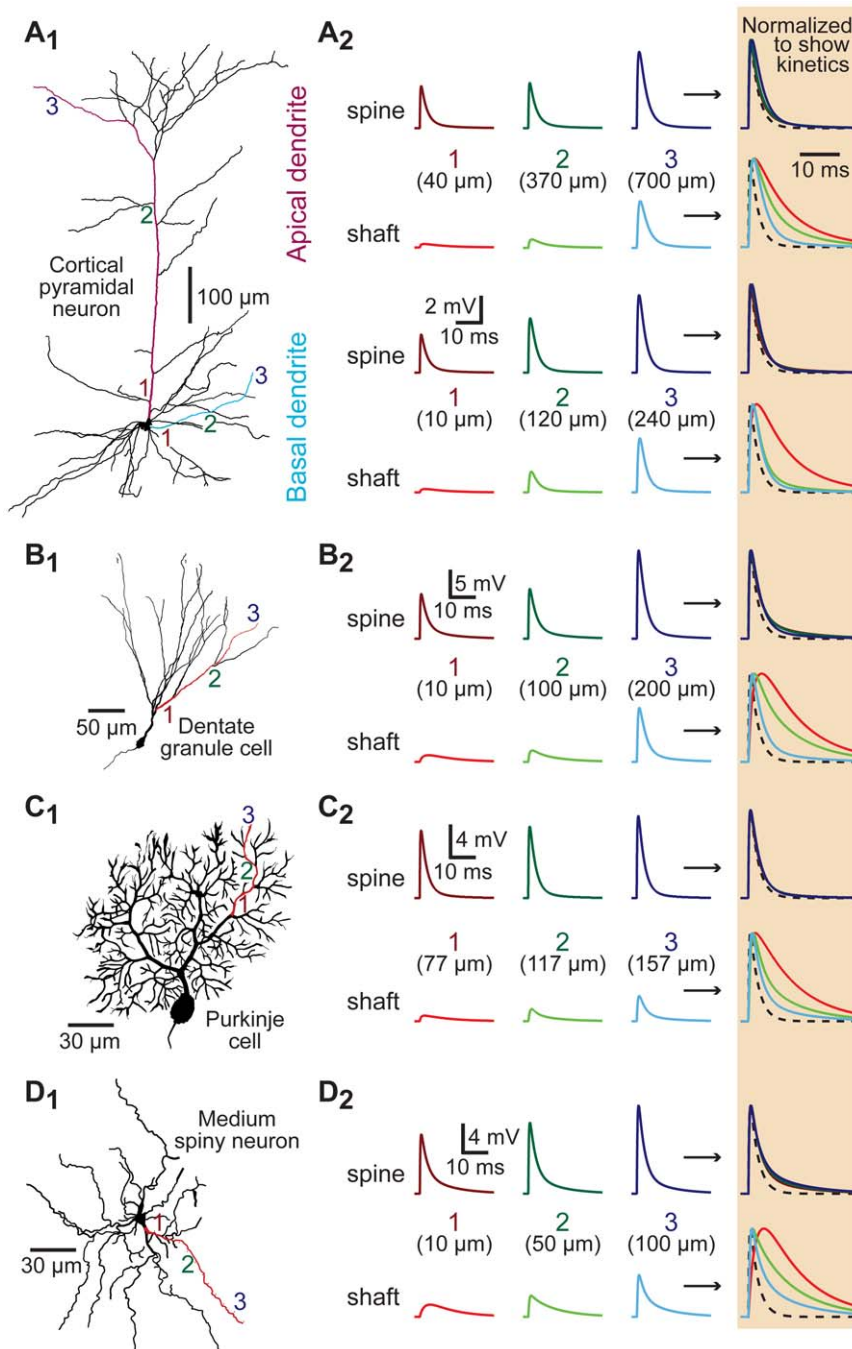 A1
3
2
1
Apical dendrite
Cortical
pyramidal
neuron
100 µm
3
2
1
Basal dendrite
A2
Normalized
to show
kinetics
spine
1
(40 µm)
2
(370 µm)
3
(700 µm)
10 ms
shaft
2 mV
10 ms
spine
1
(10 µm)
2
(120 µm)
3
(240 µm)
shaft
B1
3
2
1
50 µm
Dentate
granule cell
B2
5 mV
10 ms
spine
1
(10 µm)
2
(100 µm)
3
(200 µm)
shaft
C1
3
2
1
30 µm
Purkinje
cell
C2
4 mV
10 ms
spine
1
(77 µm)
2
(117 µm)
3
(157 µm)
shaft
D1
Medium
spiny neuron
1
2
3
30 µm
D2
4 mV
10 ms
spine
1
(10 µm)
2
(50 µm)
3
(100 µm)
shaft